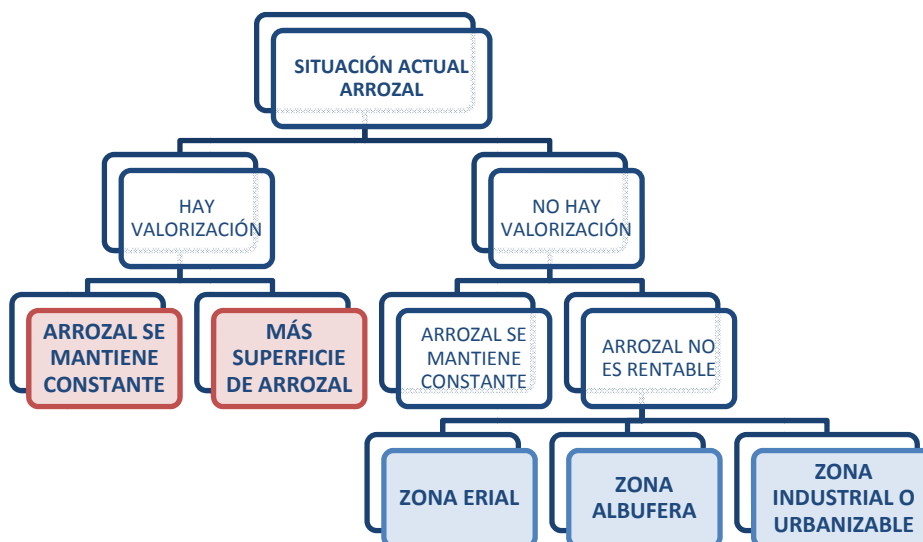 SITUACIÓN ACTUAL
ARROZAL
HAY
VALORIZACIÓN
NO HAY
VALORIZACIÓN
ARROZAL SE
MANTIENE
CONSTANTE
MÁS
SUPERFICIE
DE ARROZAL
ARROZAL SE
MANTIENE
CONSTANTE
ARROZAL NO
ES RENTABLE
ZONA ERIAL
ZONA
ALBUFERA
ZONA
INDUSTRIAL O
URBANIZABLE